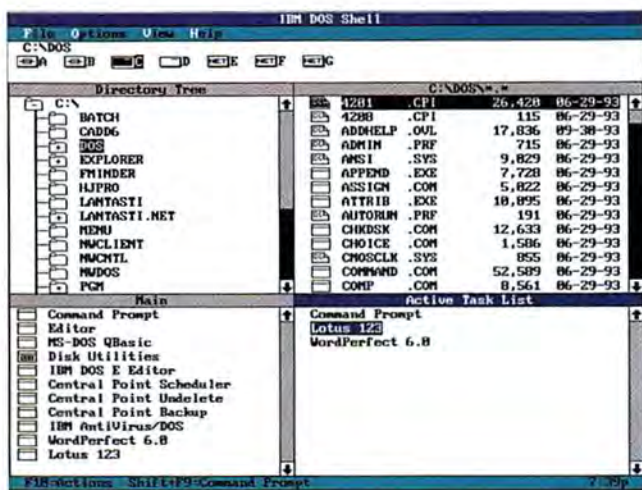 IBM DOS Shell
File Options View Help
C:\DOS
A B C D NET E NET F NET G
Directory Tree
C:\
BATCH
CADD6
DOS
EXPLORER
FMINDER
HJPRO
LANTASTI
LANTASTI.NET
MENU
NWCLIENT
NWCNTL
NWDOS
PGM
C:\DOS\*.*
4201 .CPI 26,420 06-29-93
4208 .CPI 115 06-29-93
ADDHELP .OVL 17,836 09-30-93
ADMIN .PRF 715 06-29-93
ANSI .SYS 9,029 06-29-93
APPEND .EXE 7,728 06-29-93
ASSIGN .COM 5,022 06-29-93
ATTRIB .EXE 10,095 06-29-93
AUTORUN .PRF 191 06-29-93
CHKDSK .COM 12,633 06-29-93
CHOICE .COM 1,586 06-29-93
CMOSCLK .SYS 855 06-29-93
COMMAND .COM 52,589 06-29-93
COMP .COM 8,561 06-29-93
Main
Command Prompt
Editor
MS-DOS QBasic
Disk Utilities
IBM DOS E Editor
Central Point Scheduler
Central Point Undelete
Central Point Backup
IBM AntiVirus/DOS
WordPerfect 6.0
Lotus 123
Active Task List
Command Prompt
Lotus 123
WordPerfect 6.0
F10=Actions Shift+F9=Command Prompt 7:39p